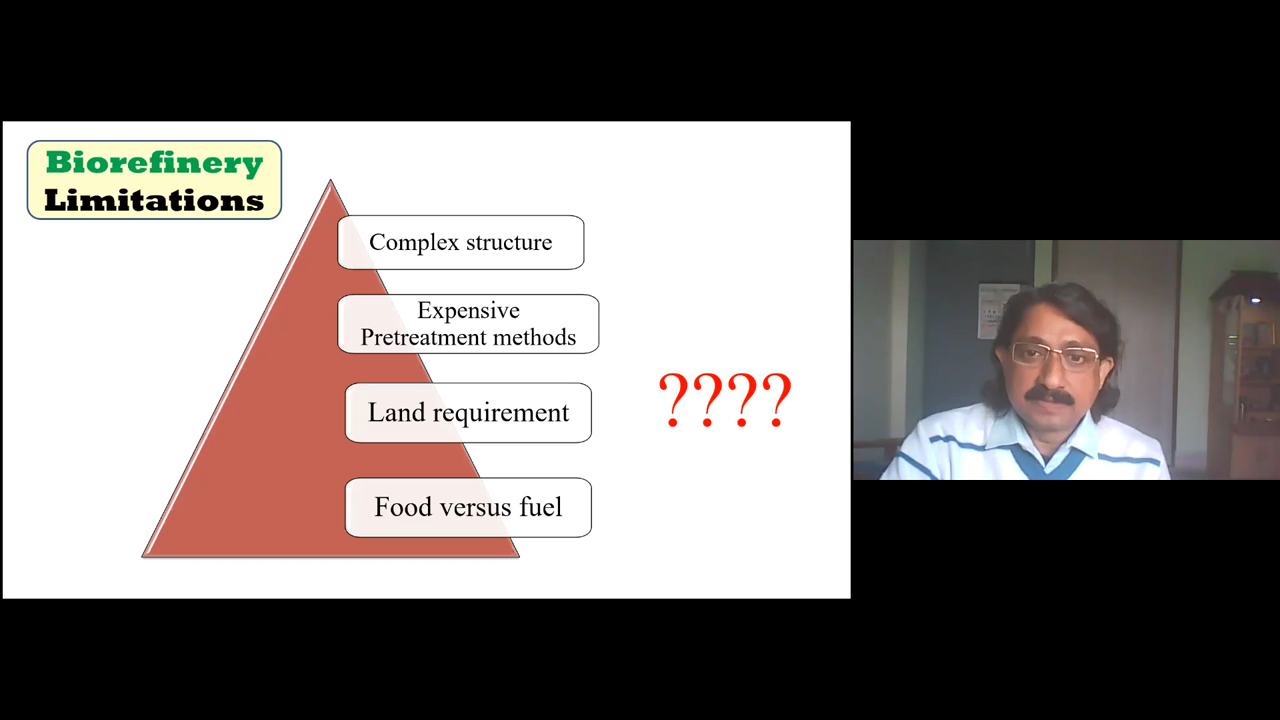 Biorefinery
Limitations
Complex structure
Expensive
Pretreatment methods
Land requirement
Food versus fuel
????